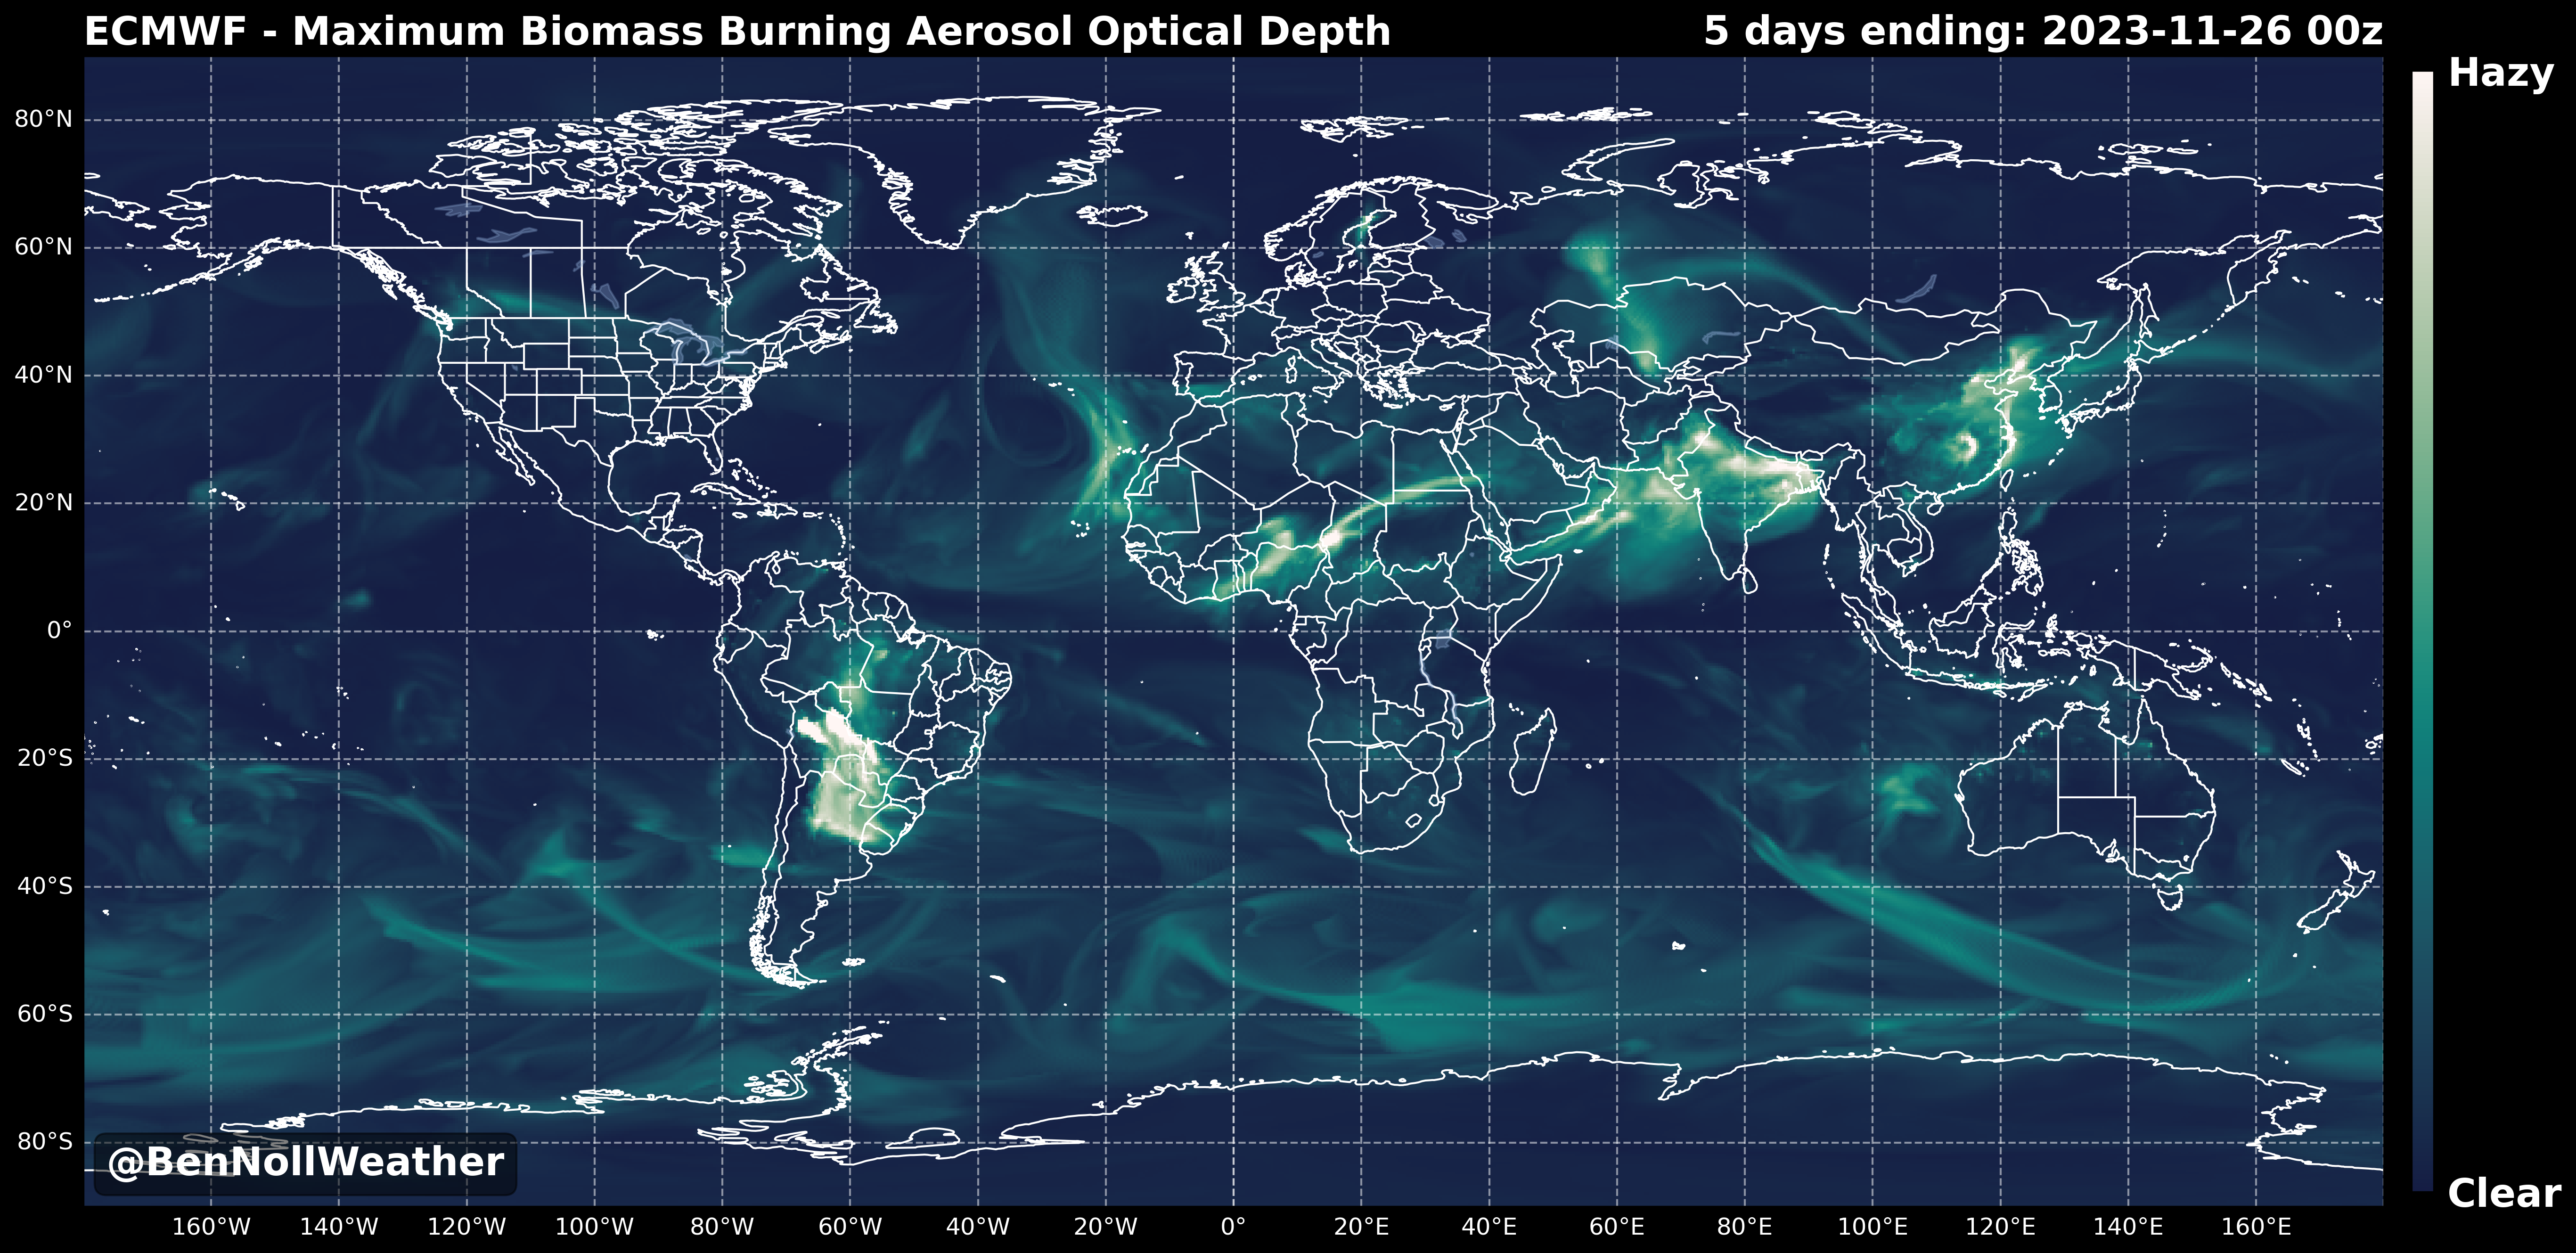 ECMWF - Maximum Biomass Burning Aerosol Optical Depth
5 days ending: 2023-11-26 00z
Hazy
80°N
60°N
40°N
20°N
0°
20°S
40°S
60°S
80°S
@BenNollWeather
Clear
160°W 140°W 120°W 100°W 80°W 60°W 40°W 20°W 0° 20°E 40°E 60°E 80°E 100°E 120°E 140°E 160°E